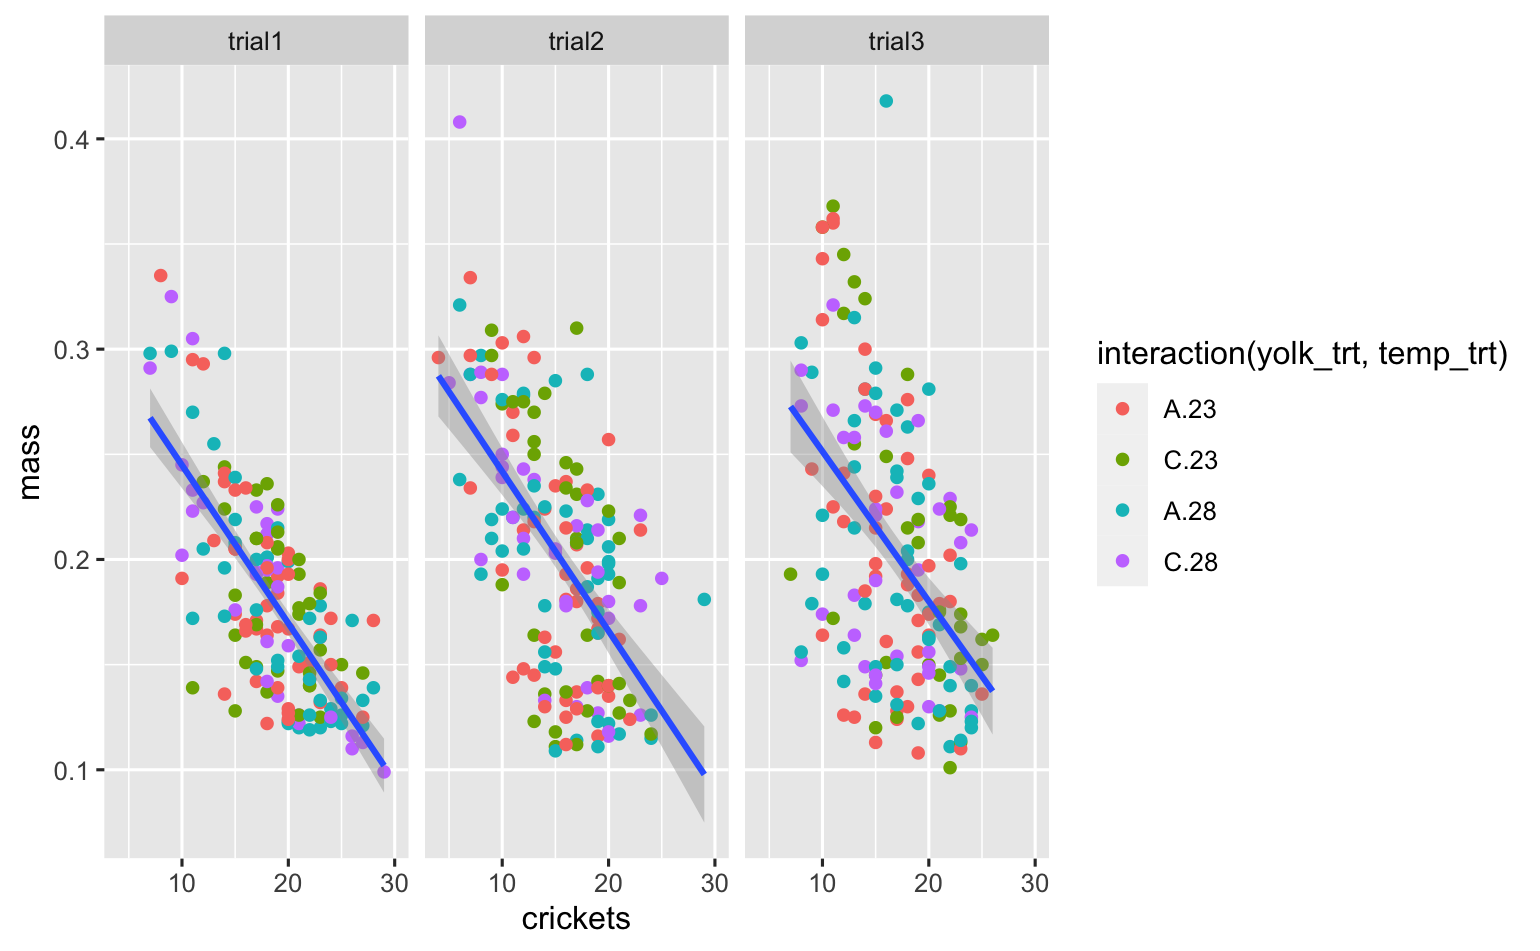 trial1
trial2
trial3
0.4
0.3
0.2
0.1
mass
10 20 30
10 20 30
10 20 30
crickets
interaction(yolk_trt, temp_trt)
A.23
C.23
A.28
C.28